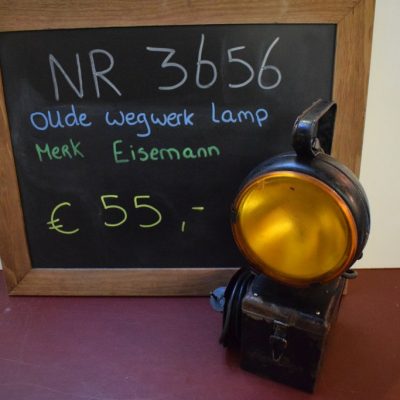 NR 3656
Oude wegwerk lamp
Merk Eisemann
€ 55,-